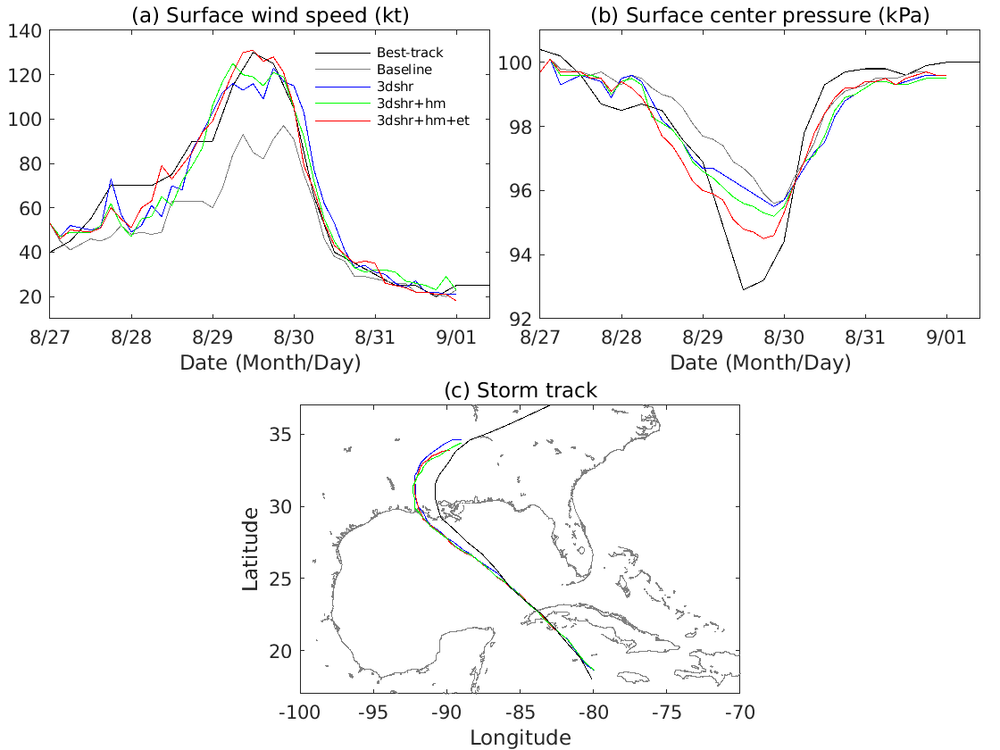 (a) Surface wind speed (kt)
140
120
100
80
60
40
20
8/27
8/28
8/29
8/30
8/31
9/01
Date (Month/Day)
Best-track
Baseline
3dshr
3dshr+hm
3dshr+hm+et
(b) Surface center pressure (kPa)
100
98
96
94
92
8/27
8/28
8/29
8/30
8/31
9/01
Date (Month/Day)
(c) Storm track
35
30
25
20
Latitude
-100
-95
-90
-85
-80
-75
-70
Longitude